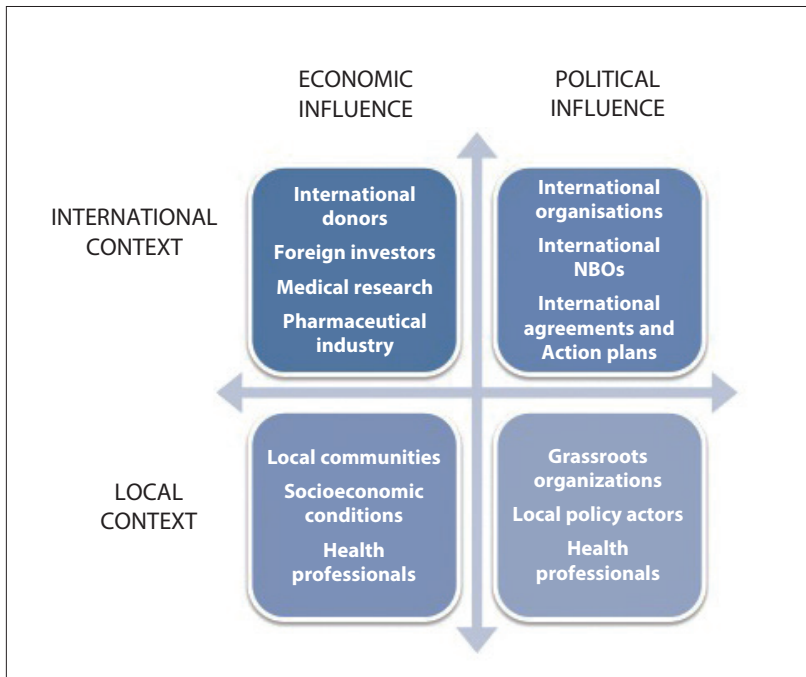 ECONOMIC
INFLUENCE
POLITICAL
INFLUENCE
INTERNATIONAL
CONTEXT
International
donors
Foreign investors
Medical research
Pharmaceutical
industry
International
organisations
International
NBOs
International
agreements and
Action plans
LOCAL
CONTEXT
Local communities
Socioeconomic
conditions
Health
professionals
Grassroots
organizations
Local policy actors
Health
professionals